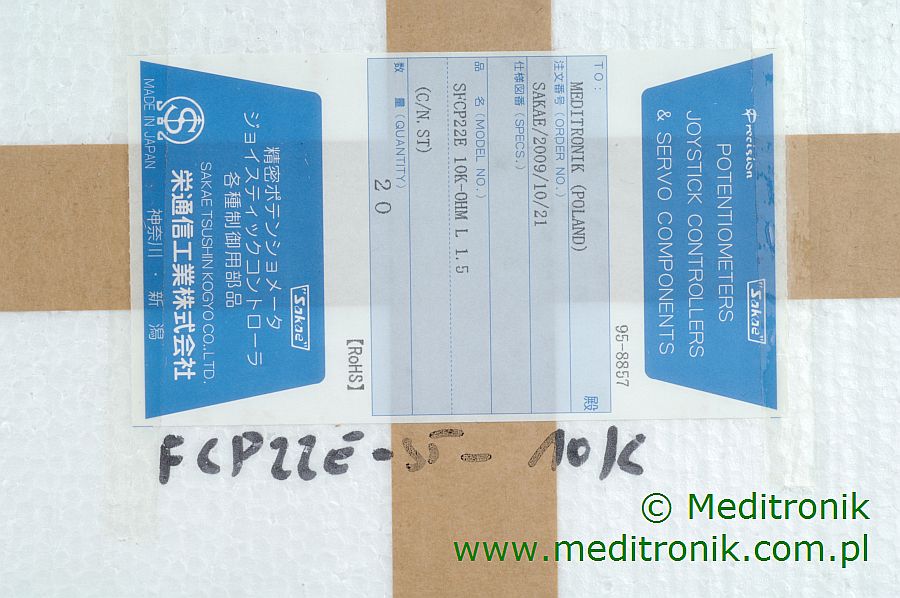 Precision
POTENTIOMETERS
JOYSTICK CONTROLLERS
& SERVO COMPONENTS
"Sakae"
95-8857
TO:
MEDITRONIK (POLAND)
殿
注文番号 (ORDER NO.)
SAKAE/2009/10/21
仕様図番 (SPECS.)
品 名 (MODEL NO.)
SFCP22E 10K-OHM L 1.5
(C/N.ST)
数 量 (QUANTITY)
20
【RoHS】
"Sakae"
精密ポテンショメータ
ジョイスティックコントローラ
各種制御用部品
SAKAE TSUSHIN KOGYO CO.,LTD.
栄通信工業株式会社
MADE IN JAPAN 神奈川・新潟
FCP22E-5- 10K
© Meditronik
www.meditronik.com.pl